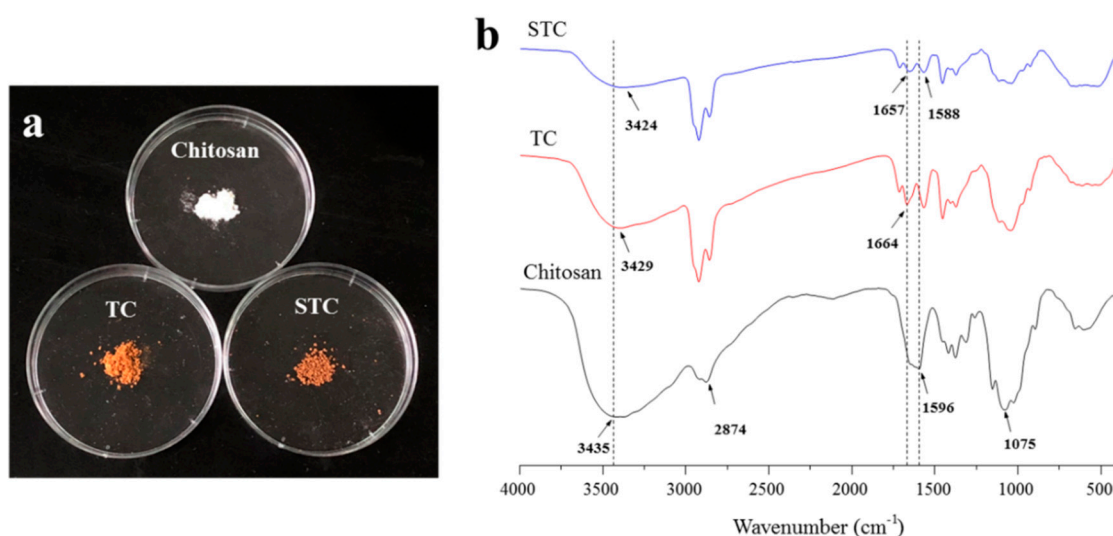 a
Chitosan
TC
STC
b
STC
3424
1657
1588
TC
3429
1664
Chitosan
3435
2874
1596
1075
4000 3500 3000 2500 2000 1500 1000 500
Wavenumber (cm⁻¹)